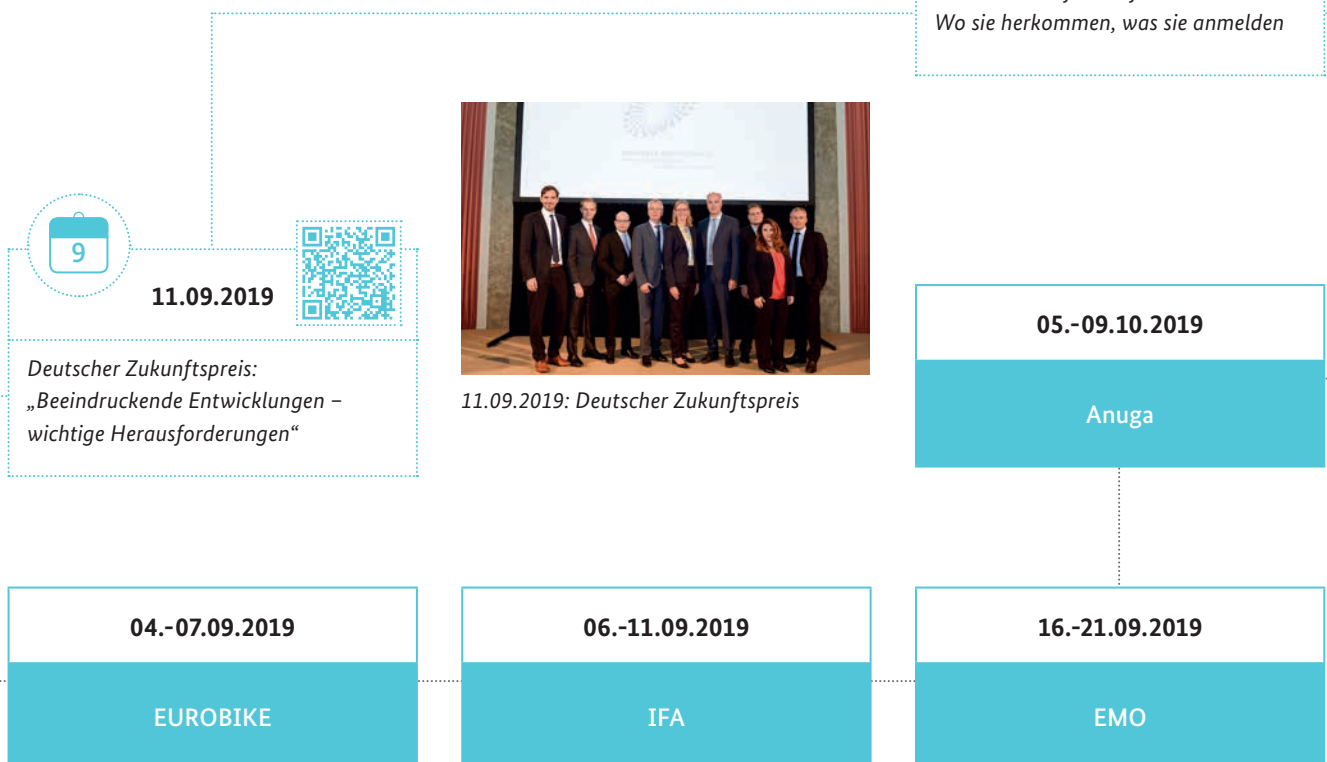 Wo sie herkommen, was sie anmelden
9
11.09.2019
Deutscher Zukunftspreis:
„Beeindruckende Entwicklungen –
wichtige Herausforderungen“
11.09.2019: Deutscher Zukunftspreis
05.-09.10.2019
Anuga
04.-07.09.2019
EUROBIKE
06.-11.09.2019
IFA
16.-21.09.2019
EMO